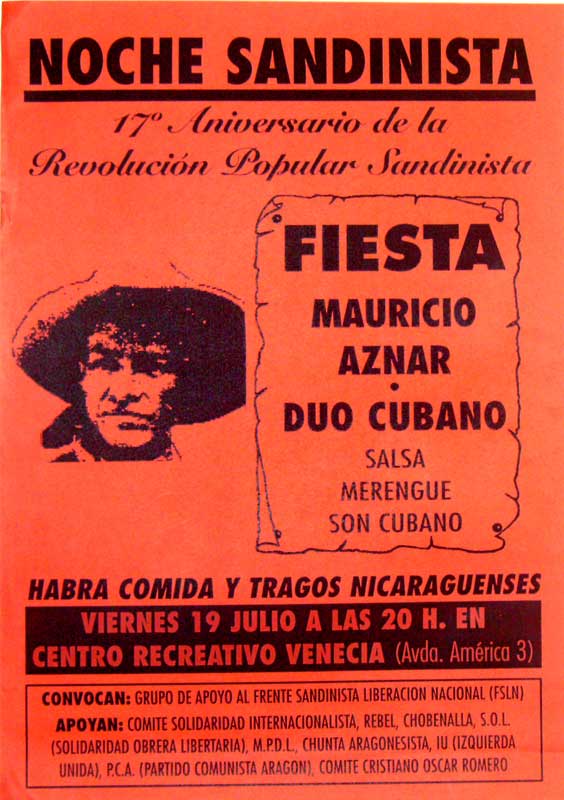 NOCHE SANDINISTA
17º Aniversario de la
Revolución Popular Sandinista
FIESTA
MAURICIO
AZNAR
•
DUO CUBANO
SALSA
MERENGUE
SON CUBANO
HABRA COMIDA Y TRAGOS NICARAGUENSES
VIERNES 19 JULIO A LAS 20 H. EN
CENTRO RECREATIVO VENECIA (Avda. América 3)
CONVOCAN: GRUPO DE APOYO AL FRENTE SANDINISTA LIBERACION NACIONAL (FSLN)
APOYAN: COMITE SOLIDARIDAD INTERNACIONALISTA, REBEL, CHOBENALLA, S.O.L.
(SOLIDARIDAD OBRERA LIBERTARIA), M.P.D.L., CHUNTA ARAGONESISTA, IU (IZQUIERDA
UNIDA), P.C.A. (PARTIDO COMUNISTA ARAGON), COMITE CRISTIANO OSCAR ROMERO